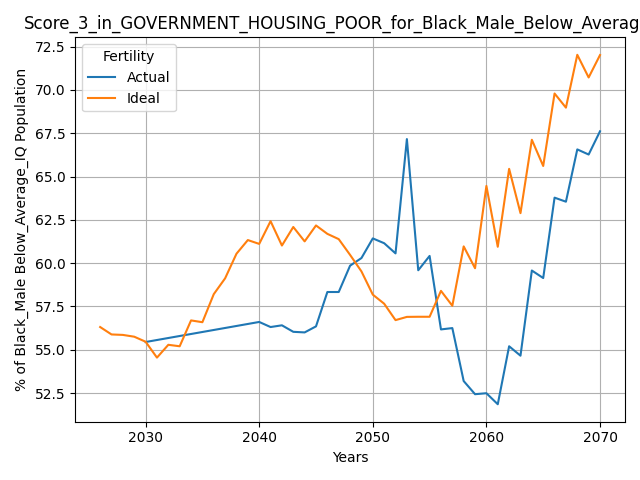 Score_3_in_GOVERNMENT_HOUSING_POOR_for_Black_Male_Below_Averag
% of Black_Male Below_Average_IQ Population
Fertility
Actual
Ideal
72.5
70.0
67.5
65.0
62.5
60.0
57.5
55.0
52.5
2030
2040
2050
2060
2070
Years